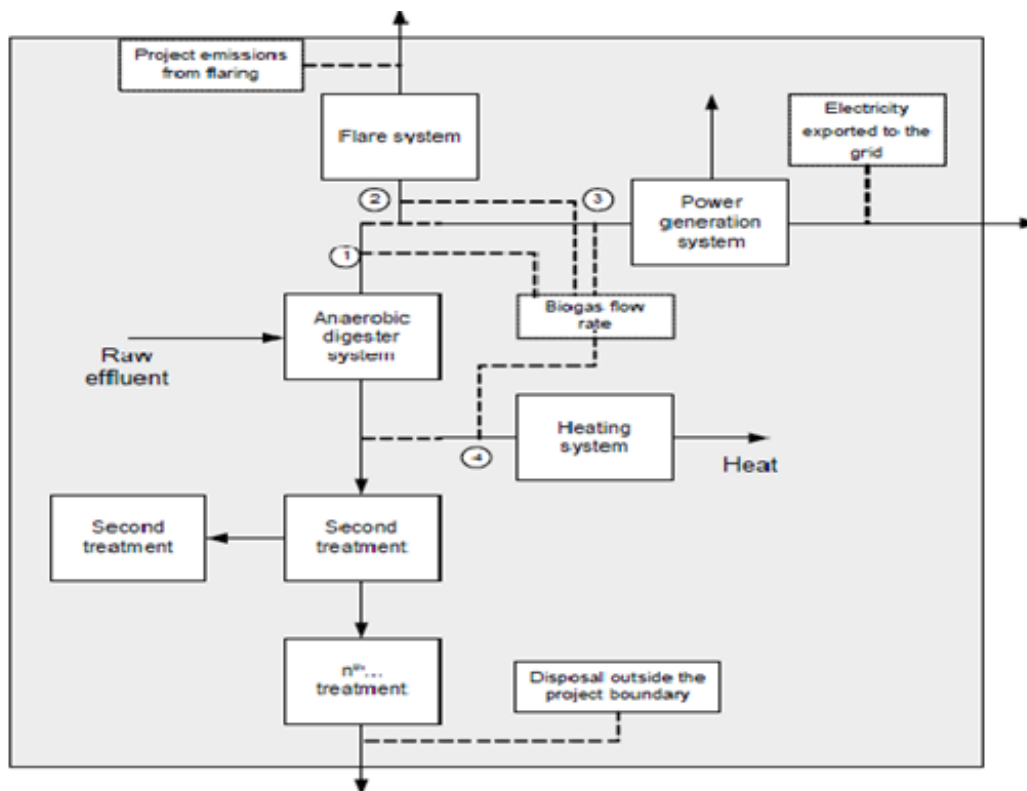 Project emissions
from flaring
Flare system
Electricity
exported to the
grid
2
3
Power
generation
system
1
Biogas flow
rate
Anaerobic
digester
system
Raw
effluent
Heating
system
4
Heat
Second
treatment
Second
treatment
nth...
treatment
Disposal outside the
project boundary